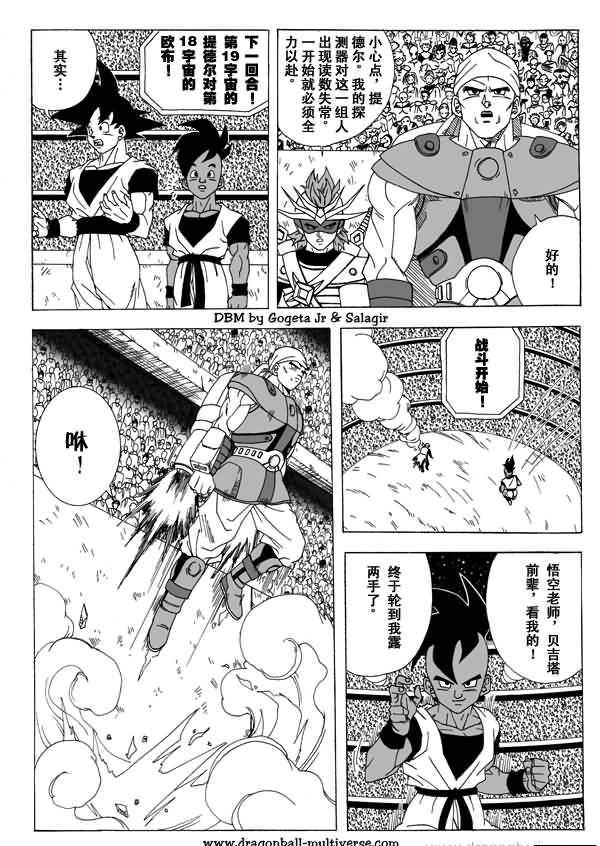 下一回合！
第19宇宙的
提德尔对第
18宇宙的
欧布！
其实…
小心点，提
德尔。我的探
测器对这一组人
出现读数失常。
一开始就必须全
力以赴。
好的！
DBM by Gogeta Jr & Salagir
咻！
战斗开始！
悟空老师，贝吉塔
前辈，看我的！
终于轮到我露
两手了。
www.dragonball-multiverse.com